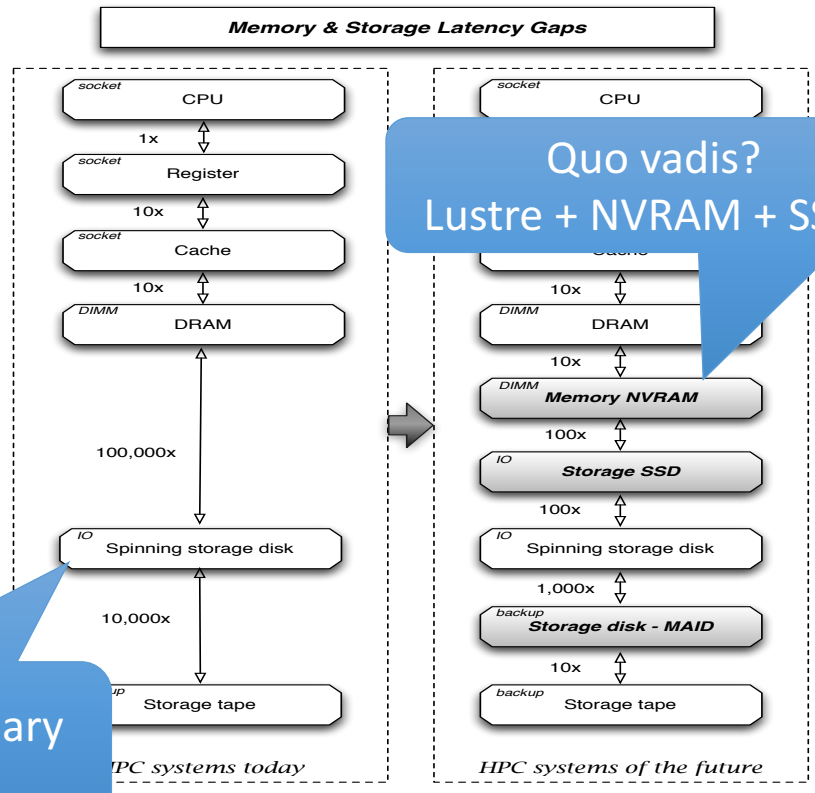 Memory & Storage Latency Gaps
socket
CPU
1x
socket
Register
10x
socket
Cache
10x
DIMM
DRAM
100,000x
IO
Spinning storage disk
10,000x
Storage tape
HPC systems today
socket
CPU
Quo vadis?
Lustre + NVRAM +
10x
DIMM
DRAM
10x
DIMM
Memory NVRAM
100x
IO
Storage SSD
100x
IO
Spinning storage disk
1,000x
backup
Storage disk - MAID
10x
backup
Storage tape
HPC systems of the future